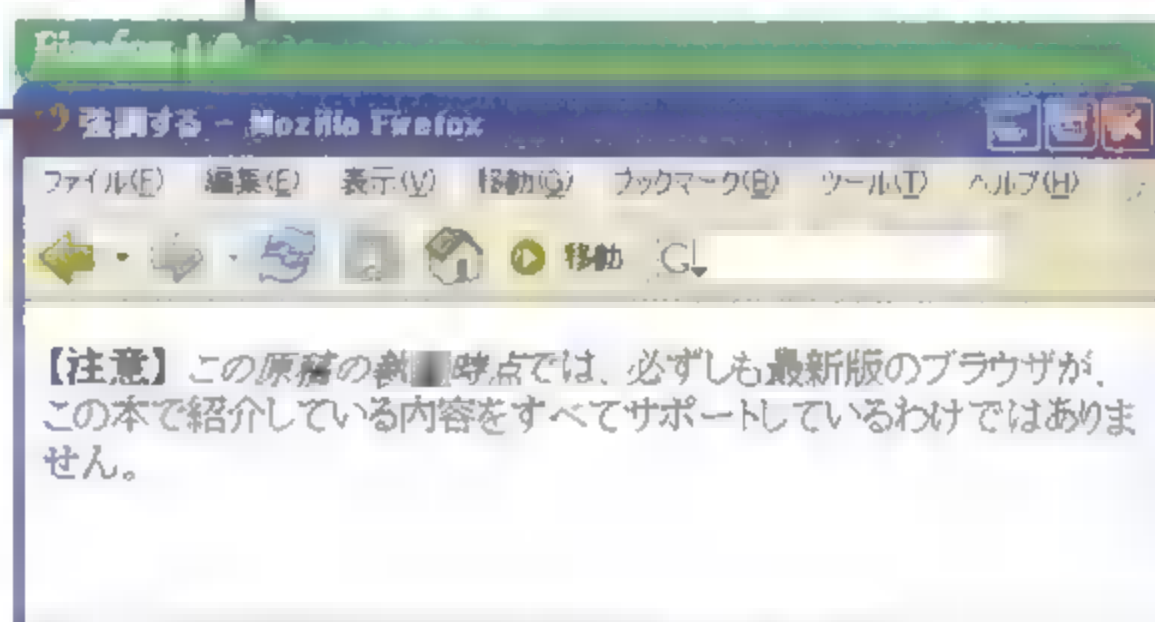 強調する - Mozilla Firefox
ファイル(F) 編集(E) 表示(V) 移動(G) ブックマーク(B) ツール(T) ヘルプ(H)
移動 G
【注意】この原稿の執筆時点では、必ずしも最新版のブラウザが、
この本で紹介している内容をすべてサポートしているわけではありま
せん。